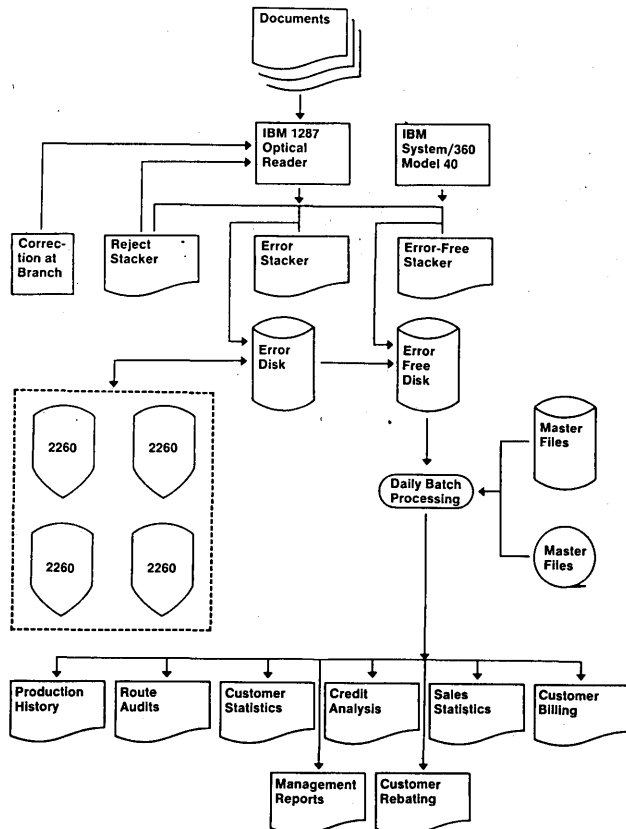 Documents
IBM 1287
Optical
Reader
IBM
System/360
Model 40
Correc-
tion at
Branch
Reject
Stacker
Error
Stacker
Error-Free
Stacker
Error
Disk
Error
Free
Disk
2260
2260
2260
2260
Master
Files
Daily Batch
Processing
Master
Files
Production
History
Route
Audits
Customer
Statistics
Credit
Analysis
Sales
Statistics
Customer
Billing
Management
Reports
Customer
Rebating